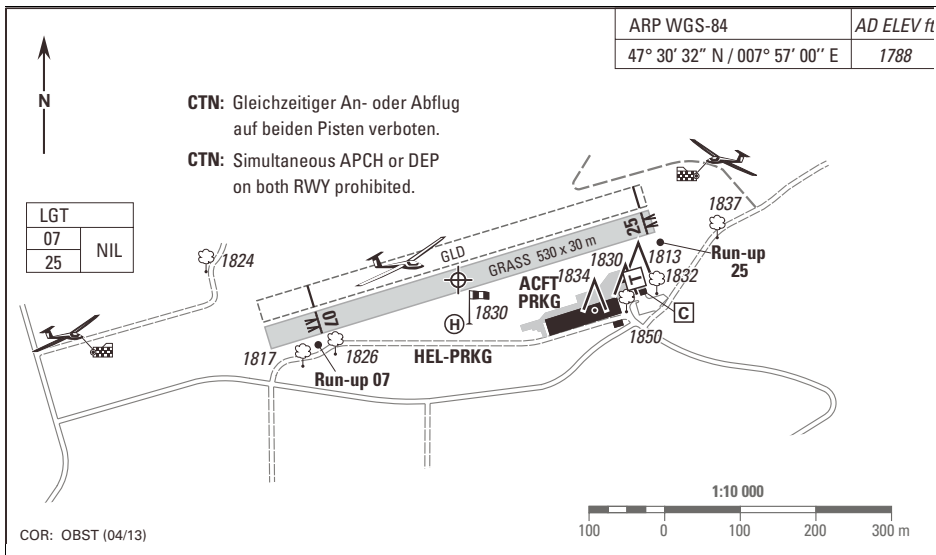 ARP WGS-84
AD ELEV ft
47° 30′ 32″ N / 007° 57′ 00′′ E
1788
N
CTN: Gleichzeitiger An- oder Abflug
auf beiden Pisten verboten.
CTN: Simultaneous APCH or DEP
on both RWY prohibited.
LGT
07
25
NIL
1824
1837
GLD
GRASS 530 x 30 m
25
Run-up
25
1834
1830
1813
1832
ACFT
PRKG
T
C
1830
H
07
1850
1817
1826
HEL-PRKG
Run-up 07
1:10 000
100 0 100 200 300 m
COR: OBST (04/13)